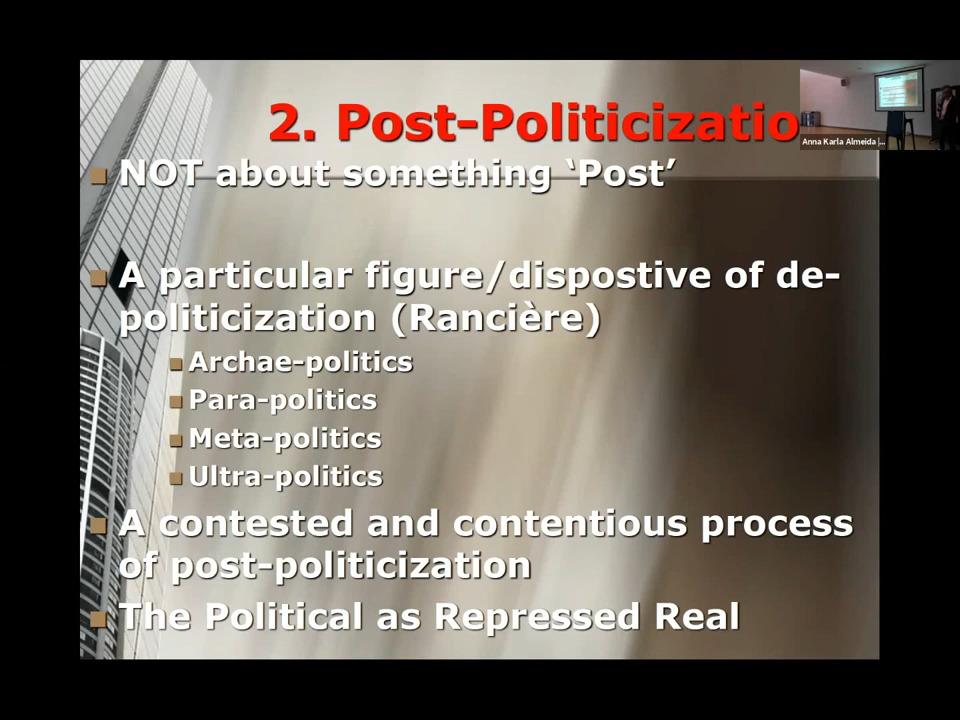 2. Post-Politicizatio
Anna Karla Almeida |...
NOT about something ‘Post’
A particular figure/dispostive of de-
politicization (Rancière)
Archae-politics
Para-politics
Meta-politics
Ultra-politics
A contested and contentious process
of post-politicization
The Political as Repressed Real